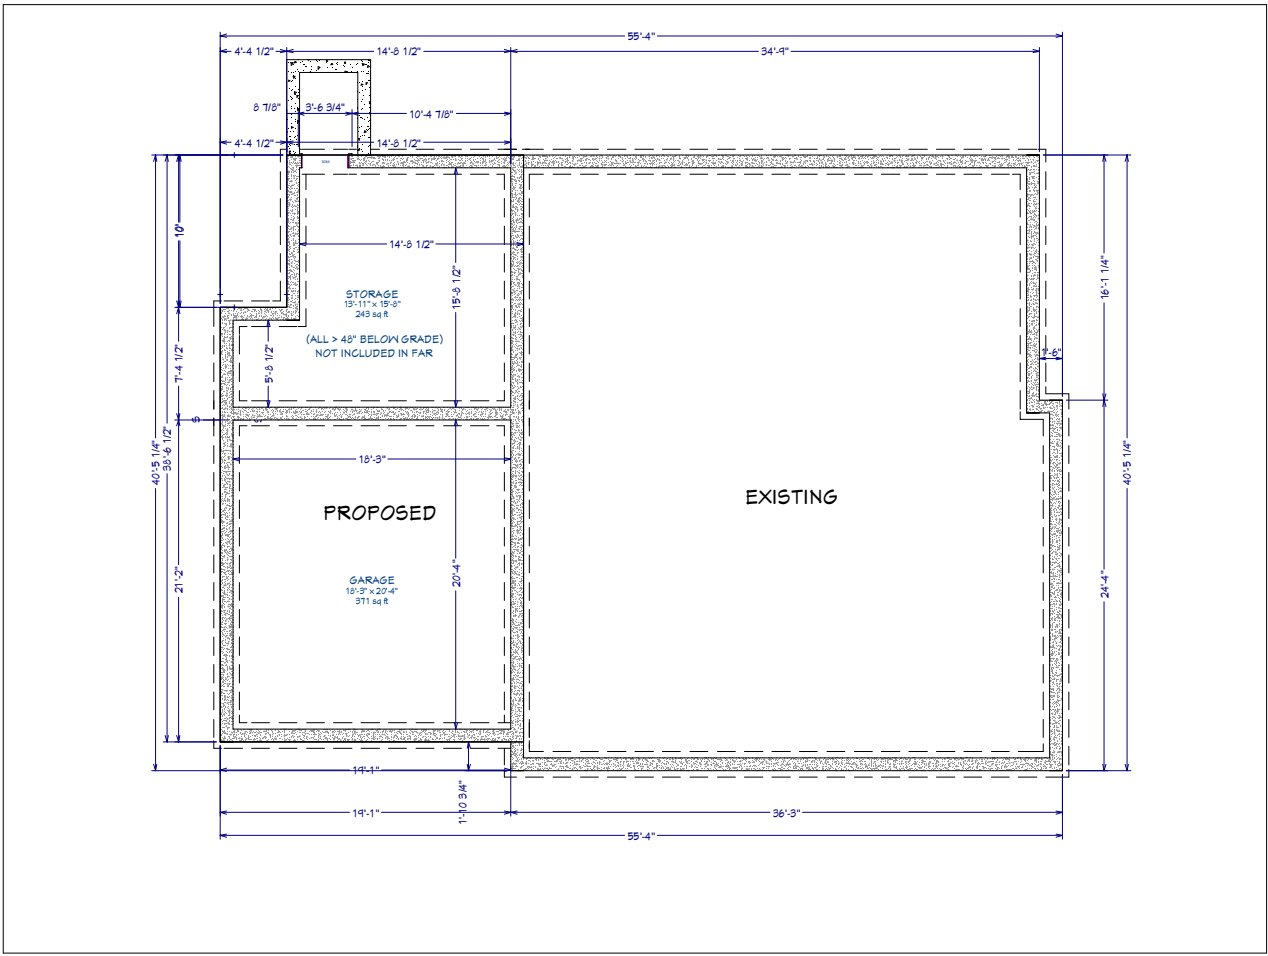 55'-4"
4'-4 1/2" 14'-8 1/2" 34'-9"
8 7/8" 3'-6 3/4" 10'-4 7/8"
4'-4 1/2" 14'-8 1/2"
10"
14'-8 1/2"
15'-8 1/2"
16'-1 1/4"
STORAGE
13'-11" x 15'-8"
243 sq ft
(ALL > 48" BELOW GRADE)
NOT INCLUDED IN FAR
7'-4 1/2"
5'-8 1/2"
1'-6"
40'-5 1/4"
38'-6 1/2"
40'-5 1/4"
18'-3"
PROPOSED
EXISTING
21'-2"
20'-4"
24'-4"
GARAGE
18'-3" x 20'-4"
371 sq ft
19'-1"
1'-10 3/4"
19'-1" 36'-3"
55'-4"